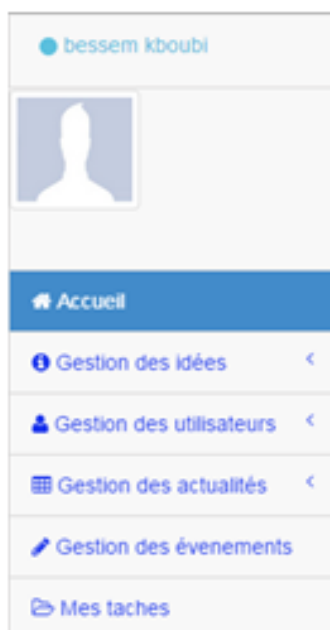 bessem kboubi
Accueil
Gestion des idées
Gestion des utilisateurs
Gestion des actualités
Gestion des évenements
Mes taches